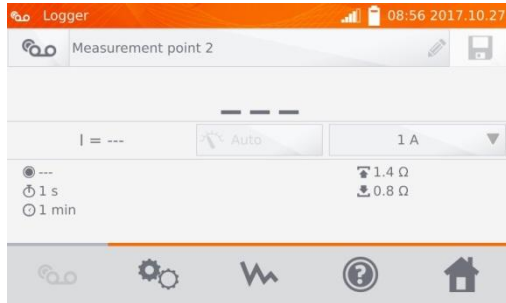 Logger 08:56 2017.10.27
Measurement point 2
---
I = --- Auto 1 A
--- 1.4 Ω
1 s 0.8 Ω
1 min